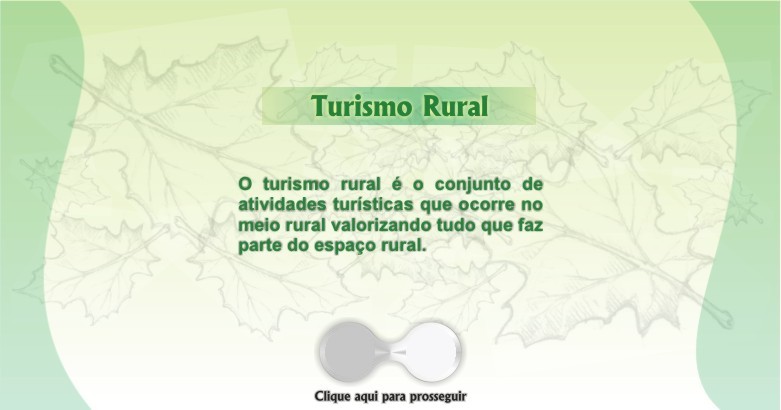 Turismo Rural
O turismo rural é o conjunto de
atividades turísticas que ocorre no
meio rural valorizando tudo que faz
parte do espaço rural.
Clique aqui para prosseguir